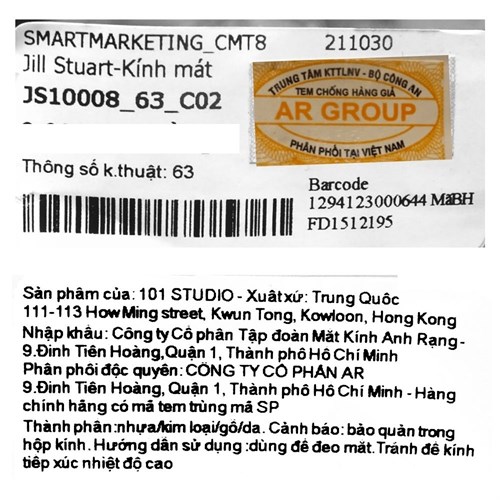 SMARTMARKETING_CMT8 211030
Jill Stuart-Kính mát
JS10008_63_C02
TRUNG TÂM KTTLNV - BỘ CÔNG AN
TEM CHỐNG HÀNG GIẢ
AR GROUP
PHÂN PHỐI TẠI VIỆT NAM
Thông số k.thuật: 63
Barcode
1294123000644 MãBH
FD1512195
Sản phẩm của: 101 STUDIO - Xuất xứ: Trung Quốc
111-113 How Ming street, Kwun Tong, Kowloon, Hong Kong
Nhập khẩu: Công ty Cổ phần Tập đoàn Mắt Kính Anh Rạng -
9.Đinh Tiên Hoàng,Quận 1, Thành phố Hồ Chí Minh
Phân phối độc quyền: CÔNG TY CỔ PHẦN AR
9.Đinh Tiên Hoàng, Quận 1, Thành phố Hồ Chí Minh - Hàng
chính hãng có mã tem trùng mã SP
Thành phần:nhựa/kim loại/gỗ/da. Cảnh báo: bảo quản trong
hộp kính. Hướng dẫn sử dụng :dùng để đeo mắt.Tránh để kính
tiếp xúc nhiệt độ cao